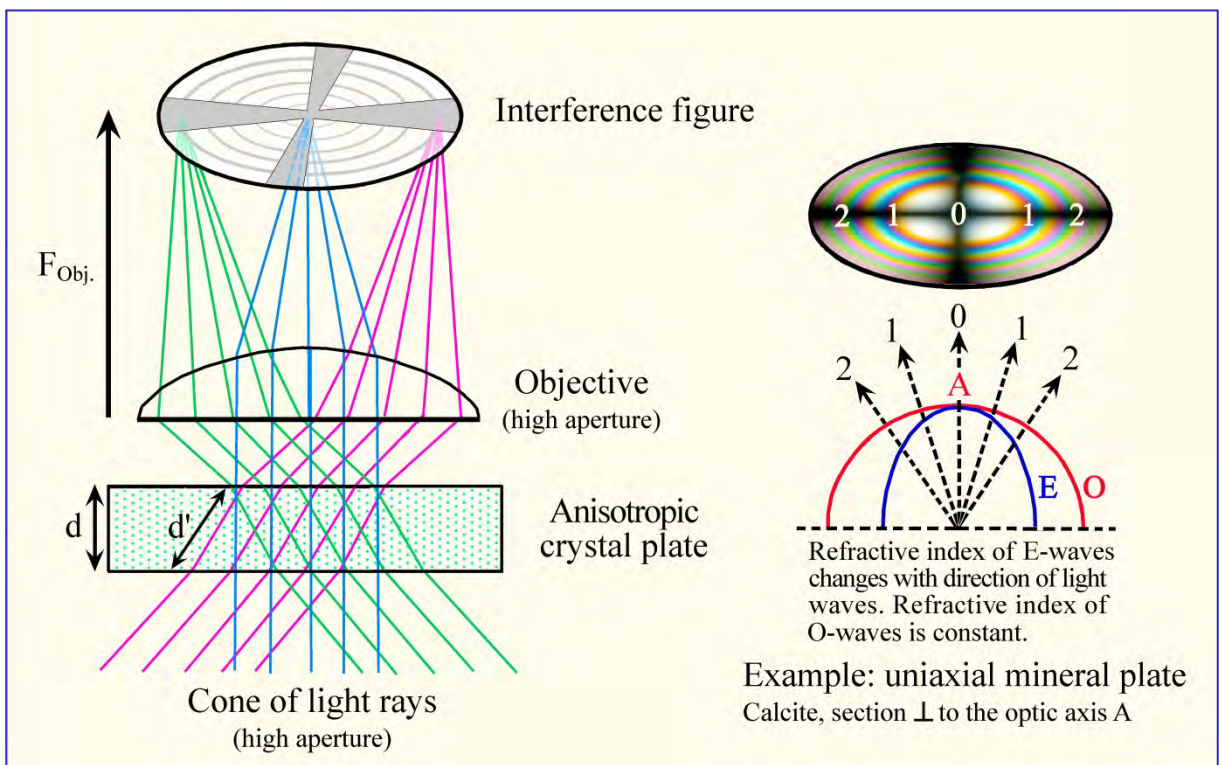 Interference figure
F Obj.
Objective
(high aperture)
d
d'
Anisotropic
crystal plate
Cone of light rays
(high aperture)
2 1 0 1 2
0
1 1
2 2
A
E O
Refractive index of E-waves
changes with direction of light
waves. Refractive index of
O-waves is constant.
Example: uniaxial mineral plate
Calcite, section ⊥ to the optic axis A